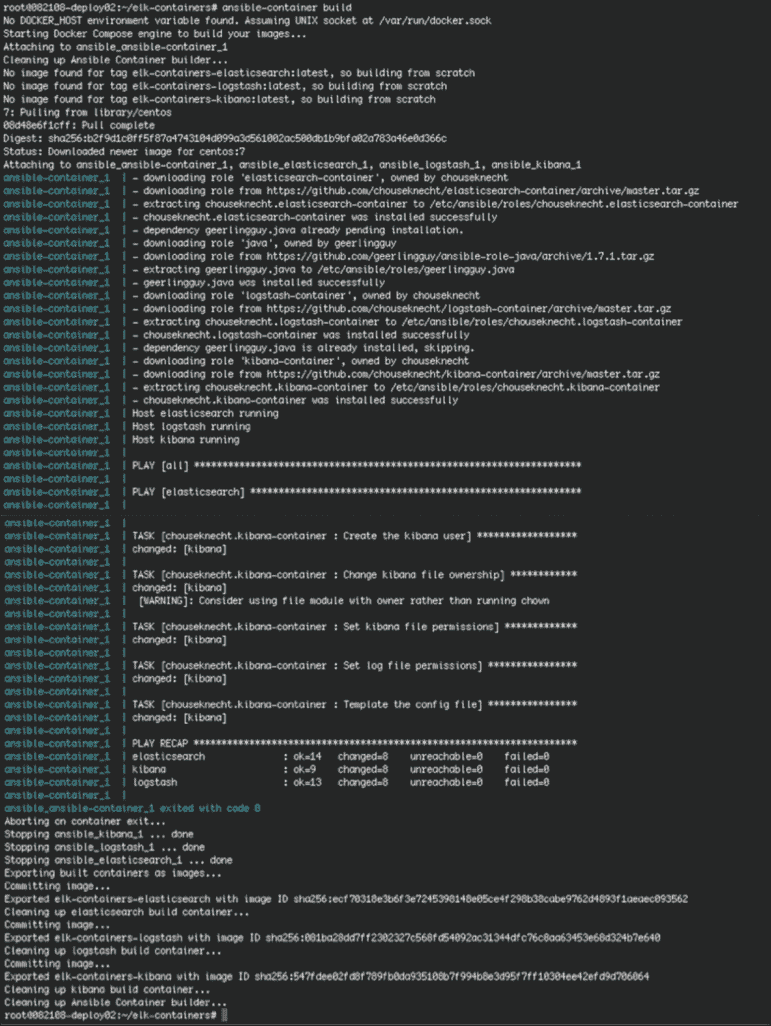 root@082108-deploy02:~/elk-containers# ansible-container build
No DOCKER_HOST environment variable found. Assuming UNIX socket at /var/run/docker.sock
Starting Docker Compose engine to build your images...
Attaching to ansible_ansible-container_1
Cleaning up Ansible Container builder...
No image found for tag elk-containers-elasticsearch:latest, so building from scratch
No image found for tag elk-containers-logstash:latest, so building from scratch
No image found for tag elk-containers-kibana:latest, so building from scratch
7: Pulling from library/centos
08d48e6f1cff: Pull complete
Digest: sha256:b2f9d1c0ff5f87a4743104d099a3d561002ac500db1b9bfa02a783a46e0d366c
Status: Downloaded newer image for centos:7
Attaching to ansible_ansible-container_1, ansible_elasticsearch_1, ansible_logstash_1, ansible_kibana_1
ansible-container_1  | - downloading role 'elasticsearch-container', owned by chouseknecht
ansible-container_1  | - downloading role from https://github.com/chouseknecht/elasticsearch-container/archive/master.tar.gz
ansible-container_1  | - extracting chouseknecht.elasticsearch-container to /etc/ansible/roles/chouseknecht.elasticsearch-container
ansible-container_1  | - chouseknecht.elasticsearch-container was installed successfully
ansible-container_1  | - dependency geerlingguy.java already pending installation.
ansible-container_1  | - downloading role 'java', owned by geerlingguy
ansible-container_1  | - downloading role from https://github.com/geerlingguy/ansible-role-java/archive/1.7.1.tar.gz
ansible-container_1  | - extracting geerlingguy.java to /etc/ansible/roles/geerlingguy.java
ansible-container_1  | - geerlingguy.java was installed successfully
ansible-container_1  | - downloading role 'logstash-container', owned by chouseknecht
ansible-container_1  | - downloading role from https://github.com/chouseknecht/logstash-container/archive/master.tar.gz
ansible-container_1  | - extracting chouseknecht.logstash-container to /etc/ansible/roles/chouseknecht.logstash-container
ansible-container_1  | - chouseknecht.logstash-container was installed successfully
ansible-container_1  | - dependency geerlingguy.java is already installed, skipping.
ansible-container_1  | - downloading role 'kibana-container', owned by chouseknecht
ansible-container_1  | - downloading role from https://github.com/chouseknecht/kibana-container/archive/master.tar.gz
ansible-container_1  | - extracting chouseknecht.kibana-container to /etc/ansible/roles/chouseknecht.kibana-container
ansible-container_1  | - chouseknecht.kibana-container was installed successfully
ansible-container_1  | Host elasticsearch running
ansible-container_1  | Host logstash running
ansible-container_1  | Host kibana running
ansible-container_1  |
ansible-container_1  | PLAY [all] *********************************************************************
ansible-container_1  |
ansible-container_1  | PLAY [elasticsearch] ***********************************************************
ansible-container_1  |
ansible-container_1  |
ansible-container_1  | TASK [chouseknecht.kibana-container : Create the kibana user] ******************
ansible-container_1  | changed: [kibana]
ansible-container_1  |
ansible-container_1  | TASK [chouseknecht.kibana-container : Change kibana file ownership] ************
ansible-container_1  | changed: [kibana]
ansible-container_1  |  [WARNING]: Consider using file module with owner rather than running chown
ansible-container_1  |
ansible-container_1  | TASK [chouseknecht.kibana-container : Set kibana file permissions] *************
ansible-container_1  | changed: [kibana]
ansible-container_1  |
ansible-container_1  | TASK [chouseknecht.kibana-container : Set log file permissions] ****************
ansible-container_1  | changed: [kibana]
ansible-container_1  |
ansible-container_1  | TASK [chouseknecht.kibana-container : Template the config file] ****************
ansible-container_1  | changed: [kibana]
ansible-container_1  |
ansible-container_1  | PLAY RECAP *********************************************************************
ansible-container_1  | elasticsearch              : ok=14   changed=8    unreachable=0    failed=0
ansible-container_1  | kibana                     : ok=9    changed=8    unreachable=0    failed=0
ansible-container_1  | logstash                   : ok=13   changed=8    unreachable=0    failed=0
ansible-container_1  |
ansible_ansible-container_1 exited with code 0
Aborting on container exit...
Stopping ansible_kibana_1 ... done
Stopping ansible_logstash_1 ... done
Stopping ansible_elasticsearch_1 ... done
Exporting built containers as images...
Committing image...
Exported elk-containers-elasticsearch with image ID sha256:ecf70318e3b6f3e7245398148e05ce4f298b38cabe9762d4893f1aeaec093562
Cleaning up elasticsearch build container...
Committing image...
Exported elk-containers-logstash with image ID sha256:081ba28dd7ff2302327c568fd54092ac31344dfc76c8aa63453e68d324b7e640
Cleaning up logstash build container...
Committing image...
Exported elk-containers-kibana with image ID sha256:547fdee02fd8f789fb0da935108b7f994b8e3d95f7ff10304ee42efd9d706864
Cleaning up kibana build container...
Cleaning up Ansible Container builder...
root@082108-deploy02:~/elk-containers#